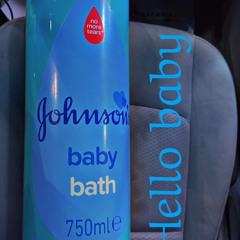 no
more
tears
Johnson's
baby
bath
750ml e
Hello baby